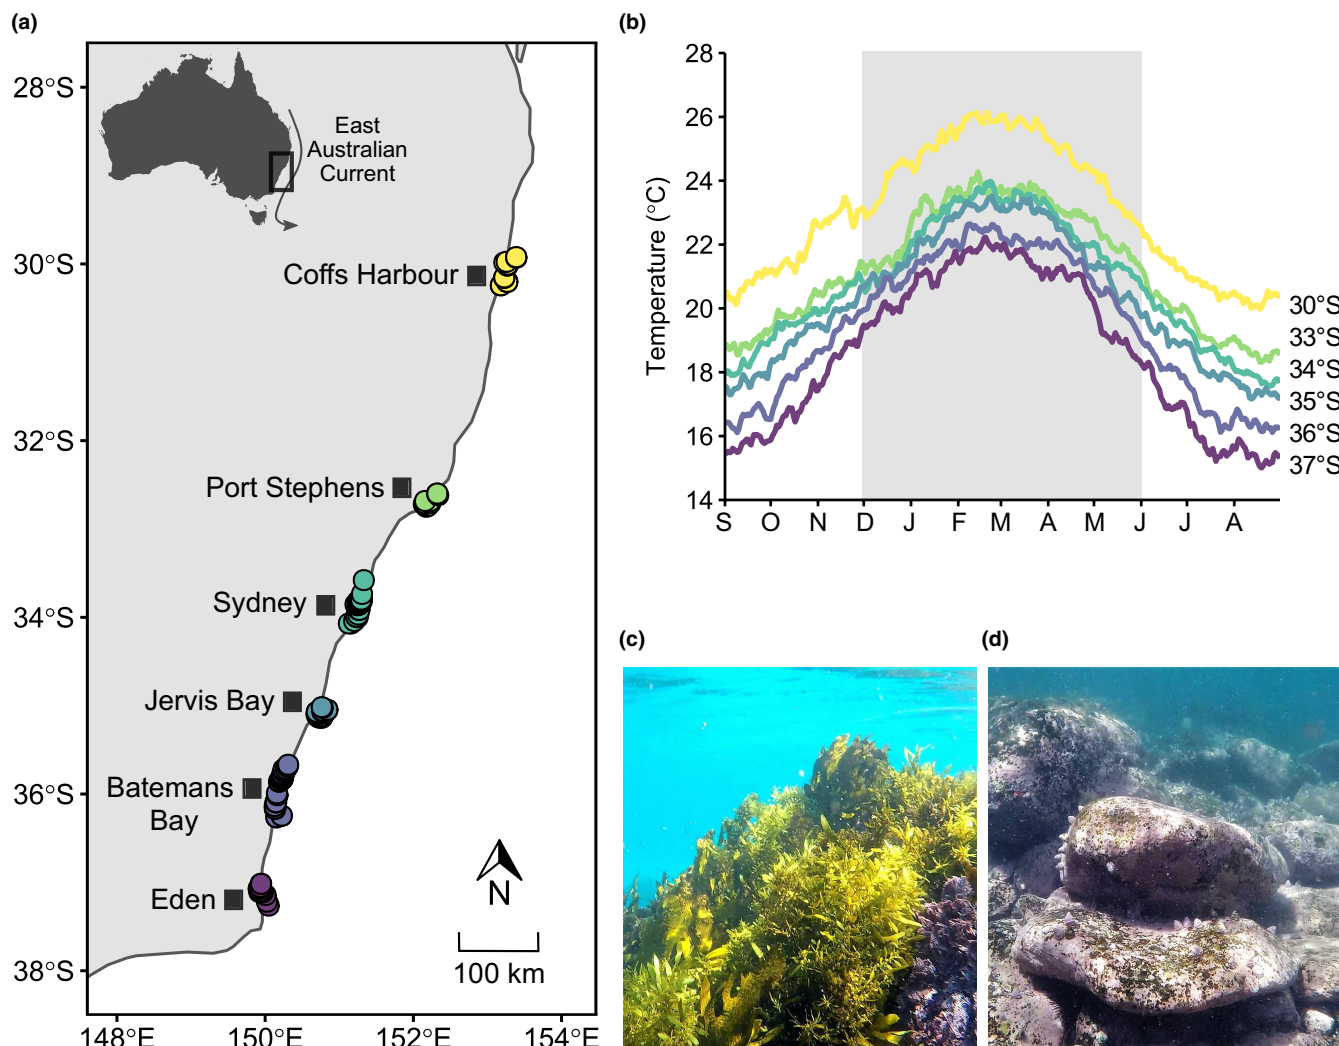 (a)
28°S
30°S
32°S
34°S
36°S
38°S
148°E
150°E
152°E
154°E
East
Australian
Current
Coffs Harbour
Port Stephens
Sydney
Jervis Bay
Batemans
Bay
Eden
N
100 km
(b)
Temperature (°C)
28
26
24
22
20
18
16
14
S
O
N
D
J
F
M
A
M
J
J
A
30°S
33°S
34°S
35°S
36°S
37°S
(c)
(d)